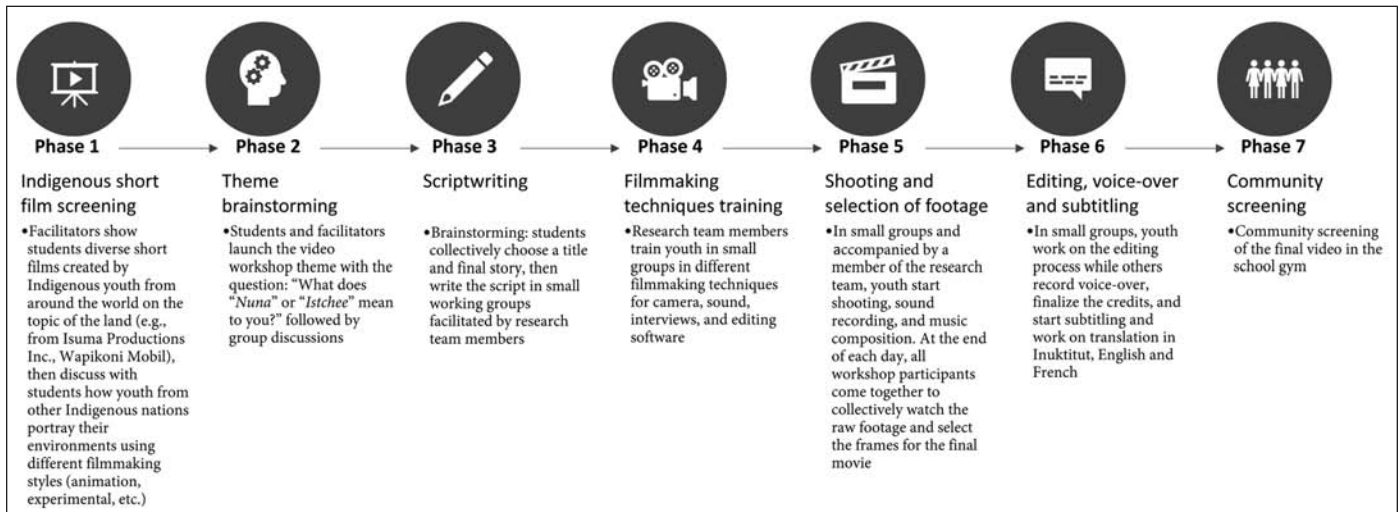 Phase 1
Indigenous short
film screening
•Facilitators show
students diverse short
films created by
Indigenous youth from
around the world on the
topic of the land (e.g.,
from Isuma Productions
Inc., Wapikoni Mobil),
then discuss with
students how youth from
other Indigenous nations
portray their
environments using
different filmmaking
styles (animation,
experimental, etc.)
Phase 2
Theme
brainstorming
•Students and facilitators
launch the video
workshop theme with the
question: “What does
“Nuna” or “Istchee” mean
to you?” followed by
group discussions
Phase 3
Scriptwriting
•Brainstorming: students
collectively choose a title
and final story, then
write the script in small
working groups
facilitated by research
team members
Phase 4
Filmmaking
techniques training
•Research team members
train youth in small
groups in different
filmmaking techniques
for camera, sound,
interviews, and editing
software
Phase 5
Shooting and
selection of footage
•In small groups and
accompanied by a
member of the research
team, youth start
shooting, sound
recording, and music
composition. At the end
of each day, all
workshop participants
come together to
collectively watch the
raw footage and select
the frames for the final
movie
Phase 6
Editing, voice-over
and subtitling
•In small groups, youth
work on the editing
process while others
record voice-over,
finalize the credits, and
start subtitling and
work on translation in
Inuktitut, English and
French
Phase 7
Community
screening
•Community screening
of the final video in the
school gym